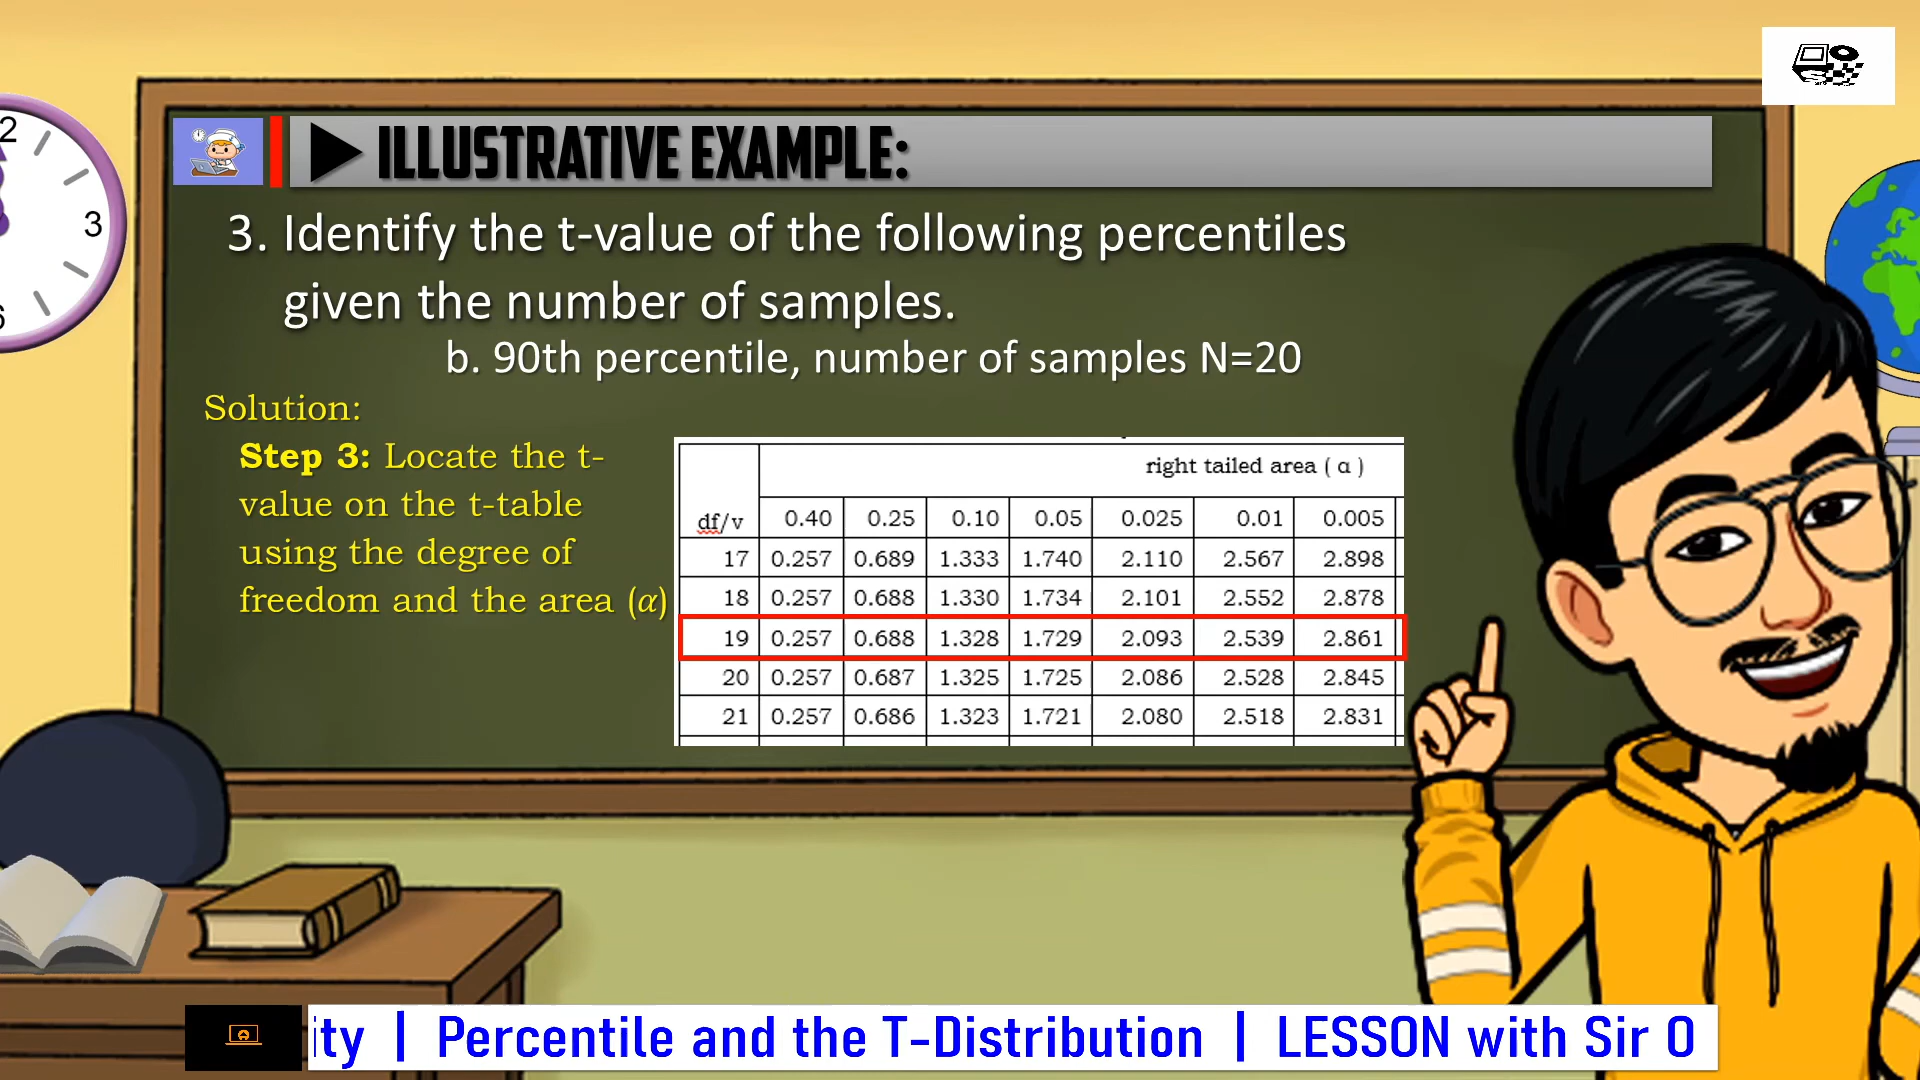 2
3
6
ILLUSTRATIVE EXAMPLE:
3. Identify the t-value of the following percentiles
given the number of samples.
b. 90th percentile, number of samples N=20
Solution:
Step 3: Locate the t-
value on the t-table
using the degree of
freedom and the area (α)
right tailed area ( α )
df/v 0.40 0.25 0.10 0.05 0.025 0.01 0.005
17 0.257 0.689 1.333 1.740 2.110 2.567 2.898
18 0.257 0.688 1.330 1.734 2.101 2.552 2.878
19 0.257 0.688 1.328 1.729 2.093 2.539 2.861
20 0.257 0.687 1.325 1.725 2.086 2.528 2.845
21 0.257 0.686 1.323 1.721 2.080 2.518 2.831
ity | Percentile and the T-Distribution | LESSON with Sir O